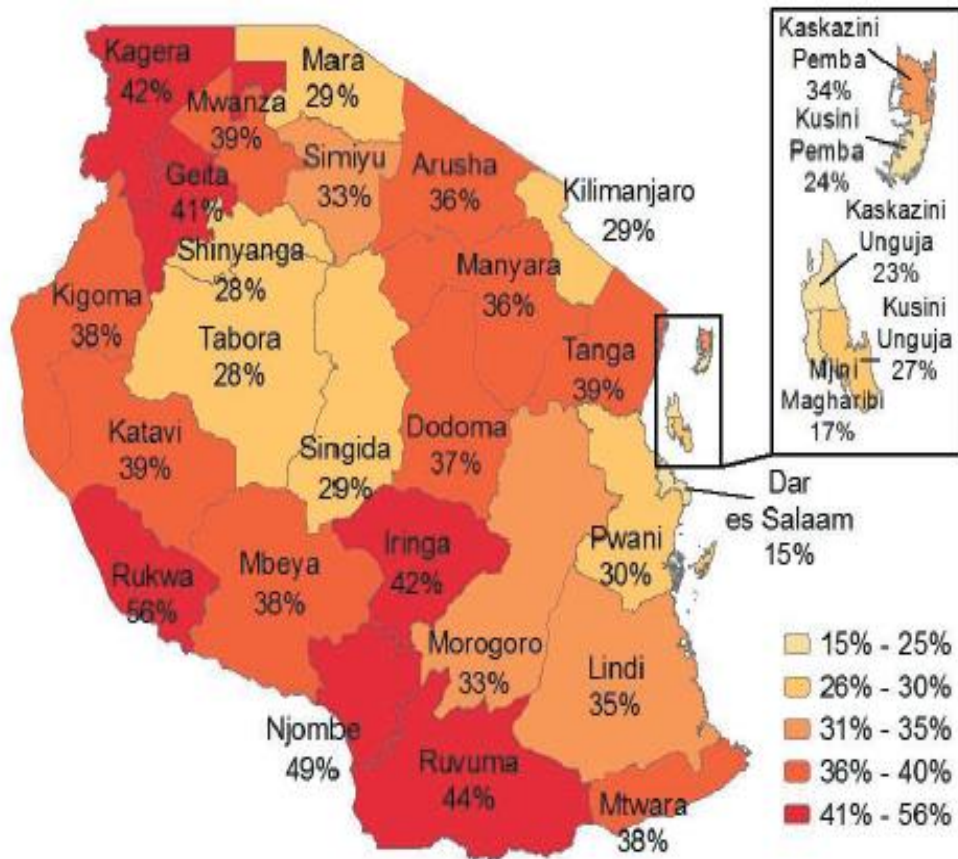 Kagera
42%
Mara
29%
Mwanza
39%
Geita
41%
Simiyu
33%
Arusha
36%
Kilimanjaro
29%
Shinyanga
28%
Manyara
36%
Kigoma
38%
Tabora
28%
Tanga
39%
Katavi
39%
Singida
29%
Dodoma
37%
Dar
es Salaam
15%
Rukwa
56%
Mbeya
38%
Iringa
42%
Pwani
30%
Morogoro
33%
Lindi
35%
Njombe
49%
Ruvuma
44%
Mtwara
38%
Kaskazini
Pemba
34%
Kusini
Pemba
24%
Kaskazini
Unguja
23%
Kusini
Unguja
27%
Mjini
Magharibi
17%
15% - 25%
26% - 30%
31% - 35%
36% - 40%
41% - 56%